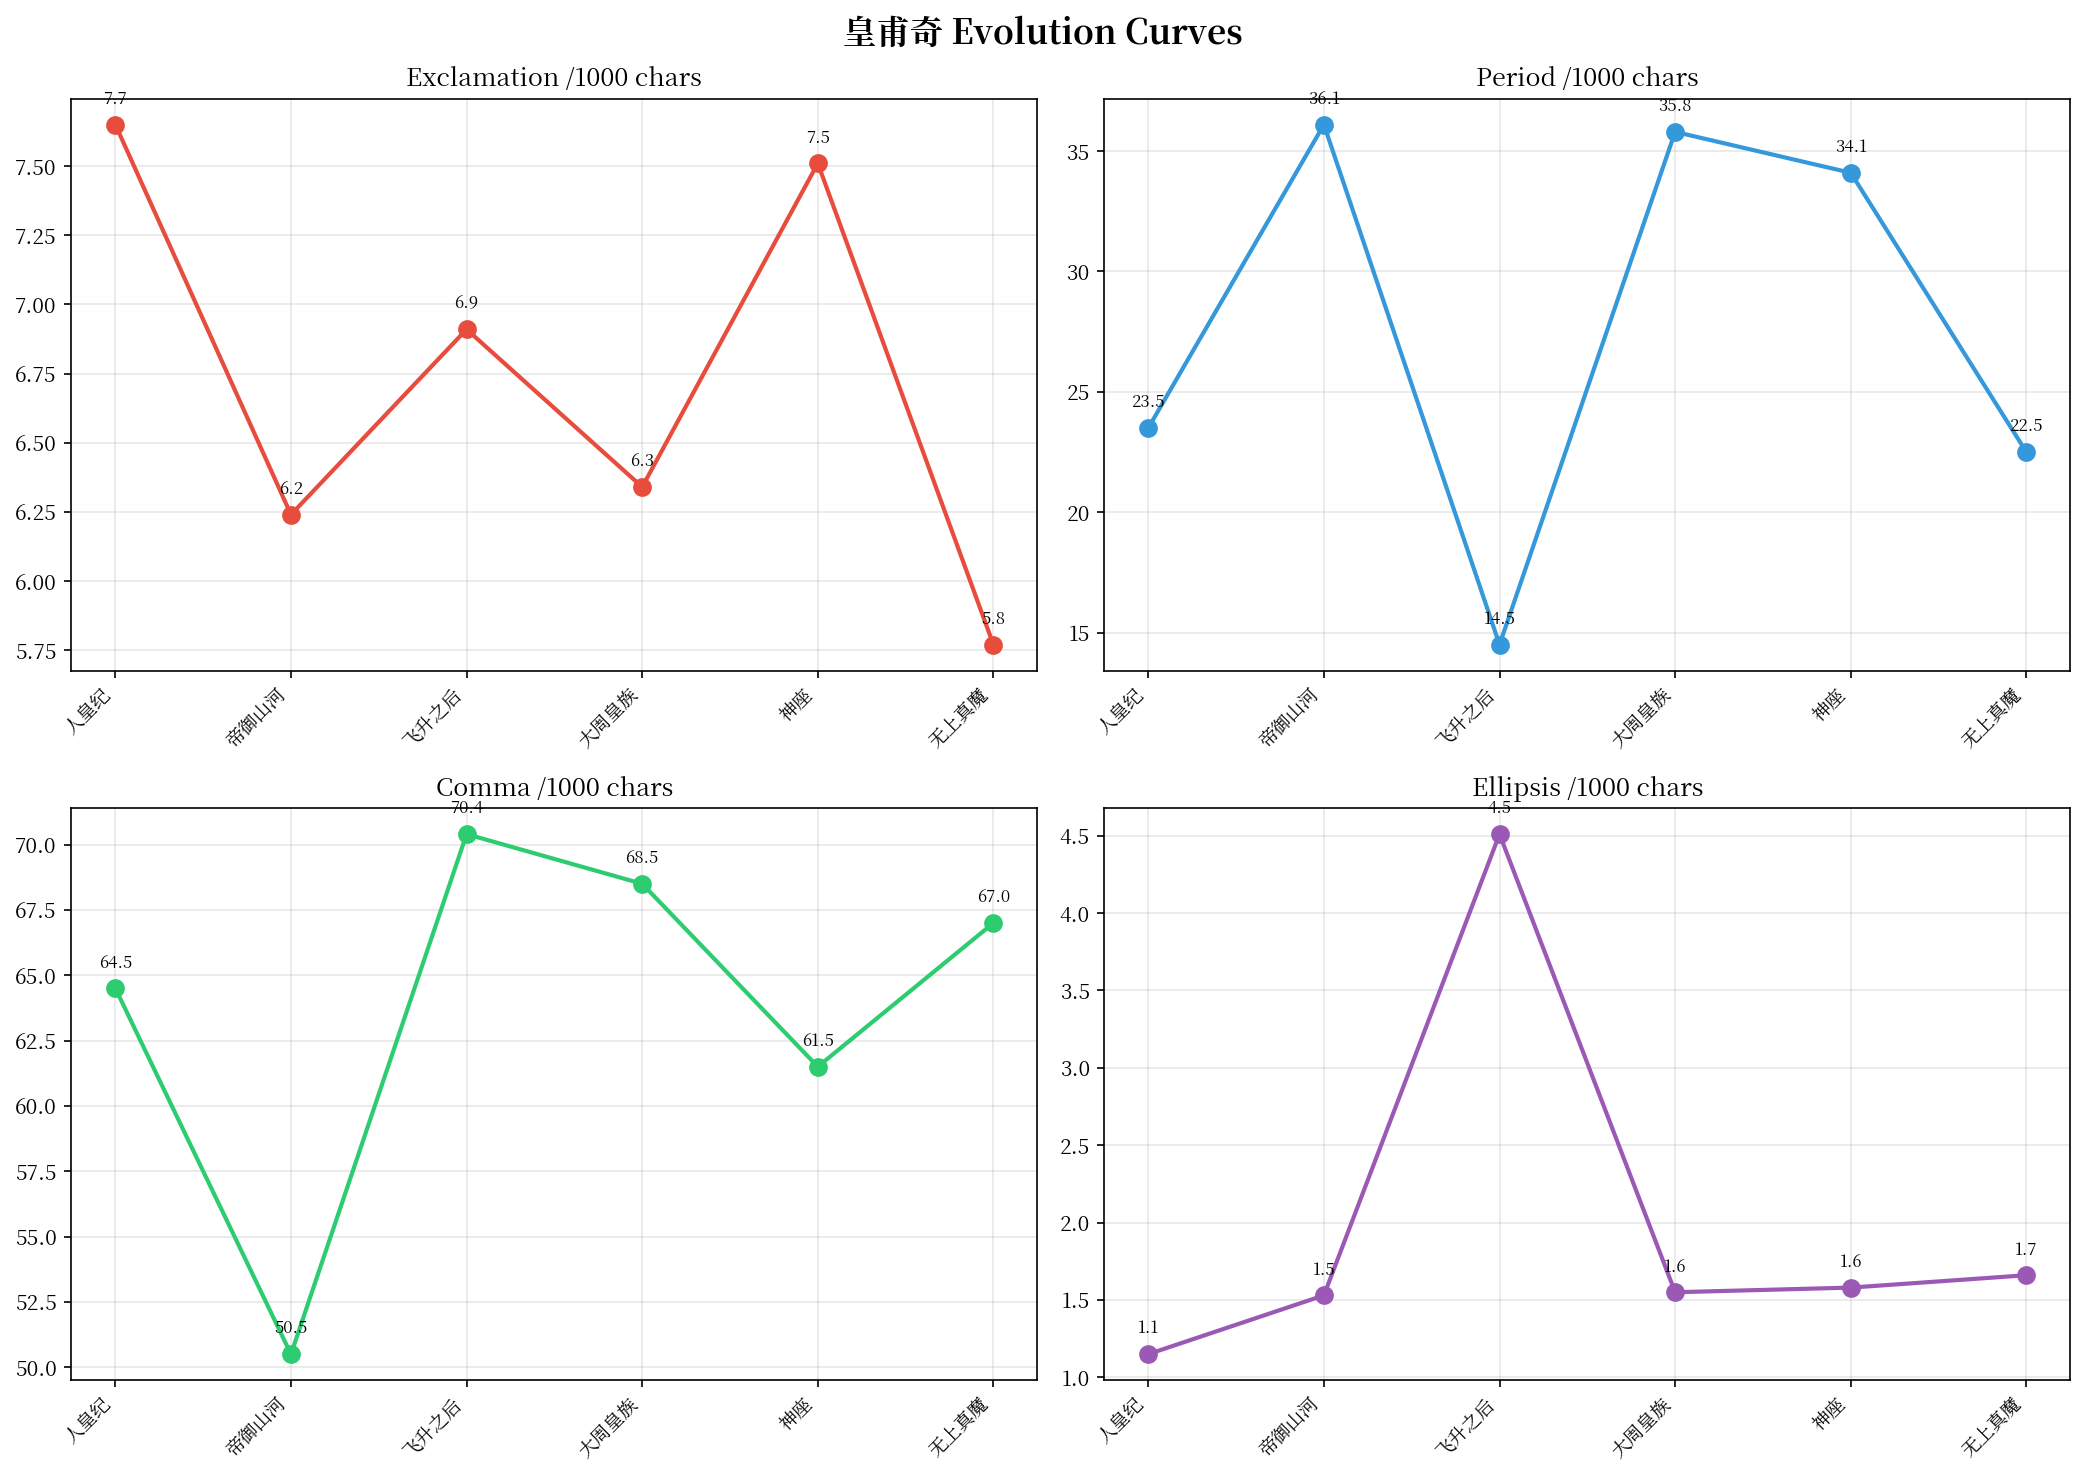 皇甫奇 Evolution Curves
Exclamation /1000 chars
7.7
7.5
7.50
7.25
7.00
6.9
6.75
6.50
6.3
6.2
6.25
6.00
5.8
5.75
人皇纪
帝御山河
飞升之后
大周皇族
神座
无上真魔
Period /1000 chars
36.1
35.8
34.1
35
30
25
23.5
22.5
20
14.5
15
人皇纪
帝御山河
飞升之后
大周皇族
神座
无上真魔
Comma /1000 chars
70.4
70.0
68.5
67.0
67.5
64.5
65.0
62.5
61.5
60.0
57.5
55.0
52.5
50.5
50.0
人皇纪
帝御山河
飞升之后
大周皇族
神座
无上真魔
Ellipsis /1000 chars
4.5
4.5
4.0
3.5
3.0
2.5
2.0
1.7
1.6
1.6
1.5
1.5
1.1
1.0
人皇纪
帝御山河
飞升之后
大周皇族
神座
无上真魔